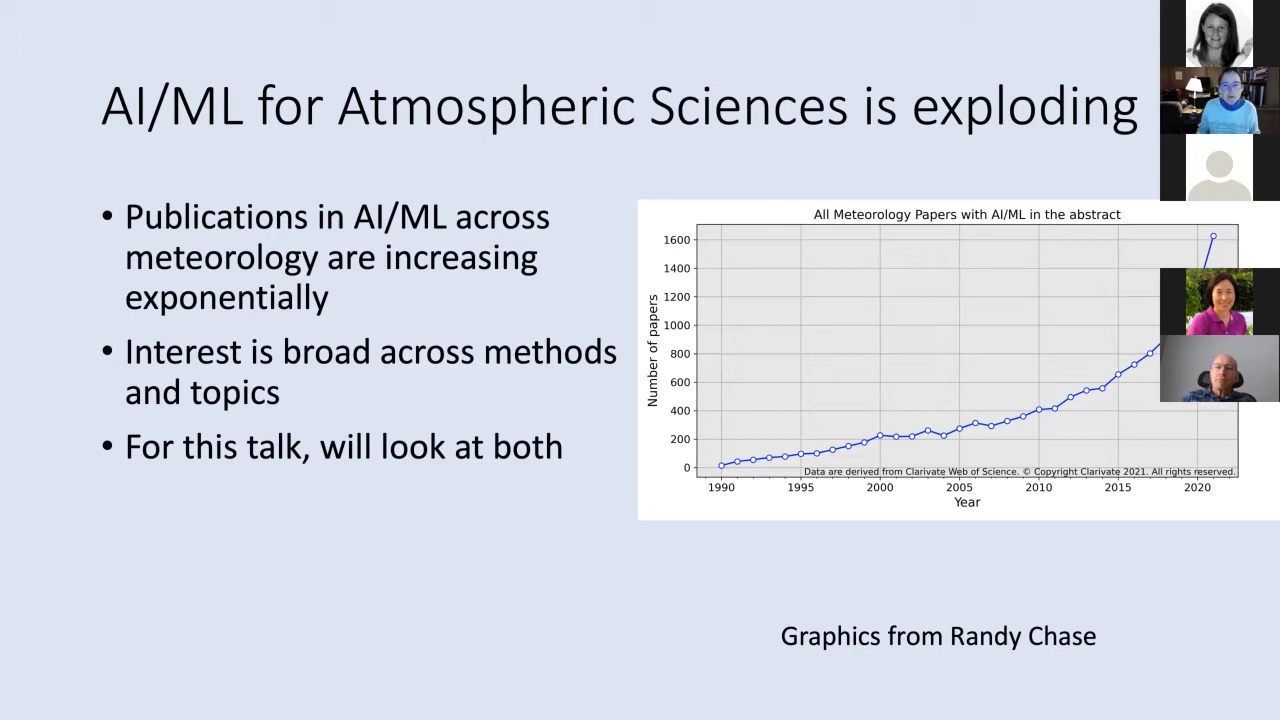 AI/ML for Atmospheric Sciences is exploding
• Publications in AI/ML across
meteorology are increasing
exponentially
• Interest is broad across methods
and topics
• For this talk, will look at both
All Meteorology Papers with AI/ML in the abstract
Number of papers
1600
1400
1200
1000
800
600
400
200
0
Data are derived from Clarivate Web of Science. © Copyright Clarivate 2021. All rights reserved.
1990 1995 2000 2005 2010 2015 2020
Year
Graphics from Randy Chase